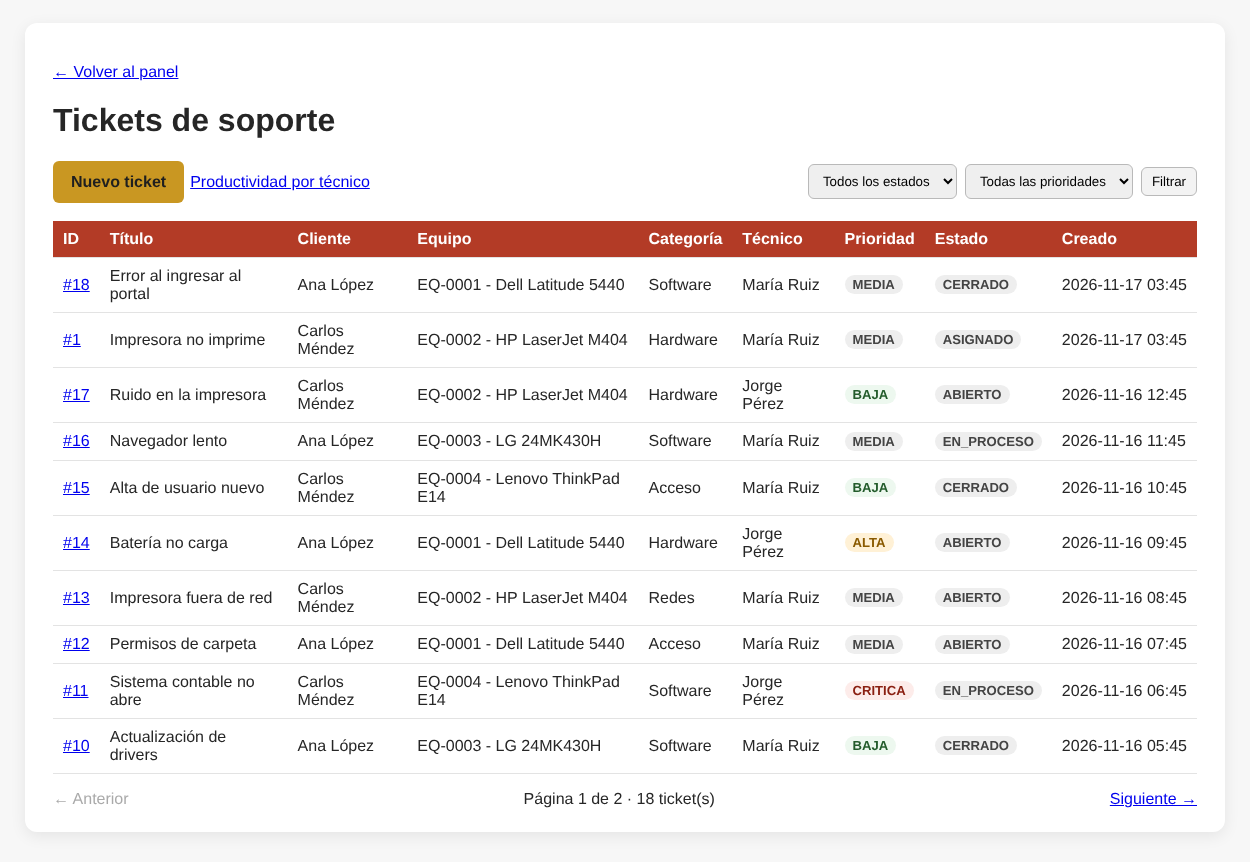 ← Volver al panel
Tickets de soporte
Nuevo ticket Productividad por técnico Todos los estados Todas las prioridades Filtrar
ID Título Cliente Equipo Categoría Técnico Prioridad Estado Creado
#18 Error al ingresar al portal Ana López EQ-0001 - Dell Latitude 5440 Software María Ruiz MEDIA CERRADO 2026-11-17 03:45
#1 Impresora no imprime Carlos Méndez EQ-0002 - HP LaserJet M404 Hardware María Ruiz MEDIA ASIGNADO 2026-11-17 03:45
#17 Ruido en la impresora Carlos Méndez EQ-0002 - HP LaserJet M404 Hardware Jorge Pérez BAJA ABIERTO 2026-11-16 12:45
#16 Navegador lento Ana López EQ-0003 - LG 24MK430H Software María Ruiz MEDIA EN_PROCESO 2026-11-16 11:45
#15 Alta de usuario nuevo Carlos Méndez EQ-0004 - Lenovo ThinkPad E14 Acceso María Ruiz BAJA CERRADO 2026-11-16 10:45
#14 Batería no carga Ana López EQ-0001 - Dell Latitude 5440 Hardware Jorge Pérez ALTA ABIERTO 2026-11-16 09:45
#13 Impresora fuera de red Carlos Méndez EQ-0002 - HP LaserJet M404 Redes María Ruiz MEDIA ABIERTO 2026-11-16 08:45
#12 Permisos de carpeta Ana López EQ-0001 - Dell Latitude 5440 Acceso María Ruiz MEDIA ABIERTO 2026-11-16 07:45
#11 Sistema contable no abre Carlos Méndez EQ-0004 - Lenovo ThinkPad E14 Software Jorge Pérez CRITICA EN_PROCESO 2026-11-16 06:45
#10 Actualización de drivers Ana López EQ-0003 - LG 24MK430H Software María Ruiz BAJA CERRADO 2026-11-16 05:45
← Anterior Página 1 de 2 · 18 ticket(s) Siguiente →